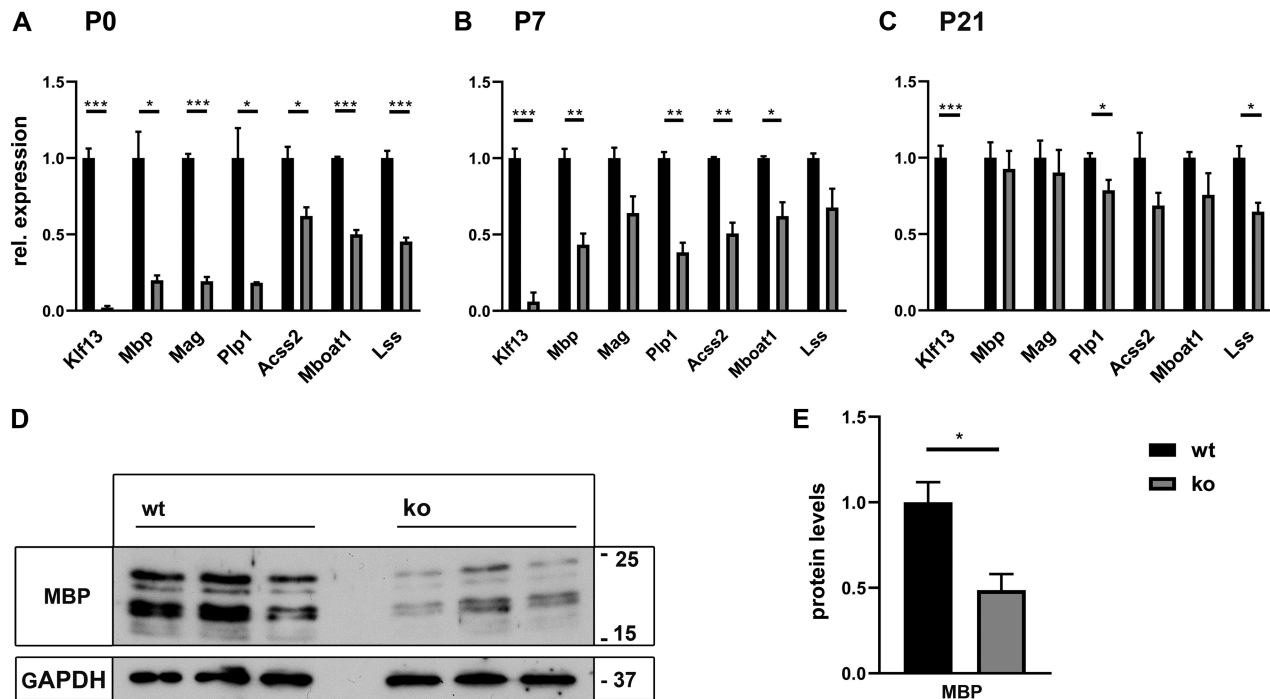 A P0
1.5
1.0
0.5
0.0
rel. expression
*** * *** * * *** ***
Klf13 Mbp Mag Plp1 Acss2 Mboat1 Lss
B P7
1.5
1.0
0.5
0.0
*** ** ** ** *
Klf13 Mbp Mag Plp1 Acss2 Mboat1 Lss
C P21
1.5
1.0
0.5
0.0
*** * *
Klf13 Mbp Mag Plp1 Acss2 Mboat1 Lss
D
wt ko
MBP
- 25
- 15
GAPDH
- 37
E
1.5
1.0
0.5
0.0
protein levels
*
MBP
wt
ko